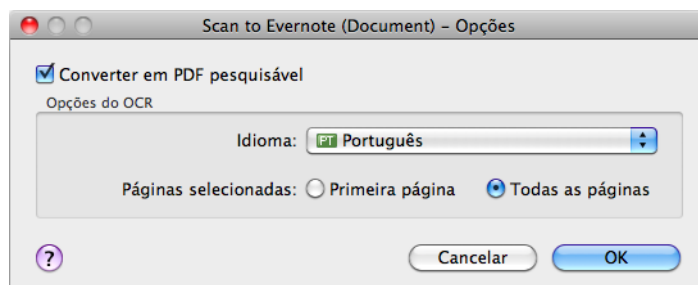 Scan to Evernote (Document) – Opções
Converter em PDF pesquisável
Opções do OCR
Idioma: PT Português
Páginas selecionadas: Primeira página Todas as páginas
? Cancelar OK